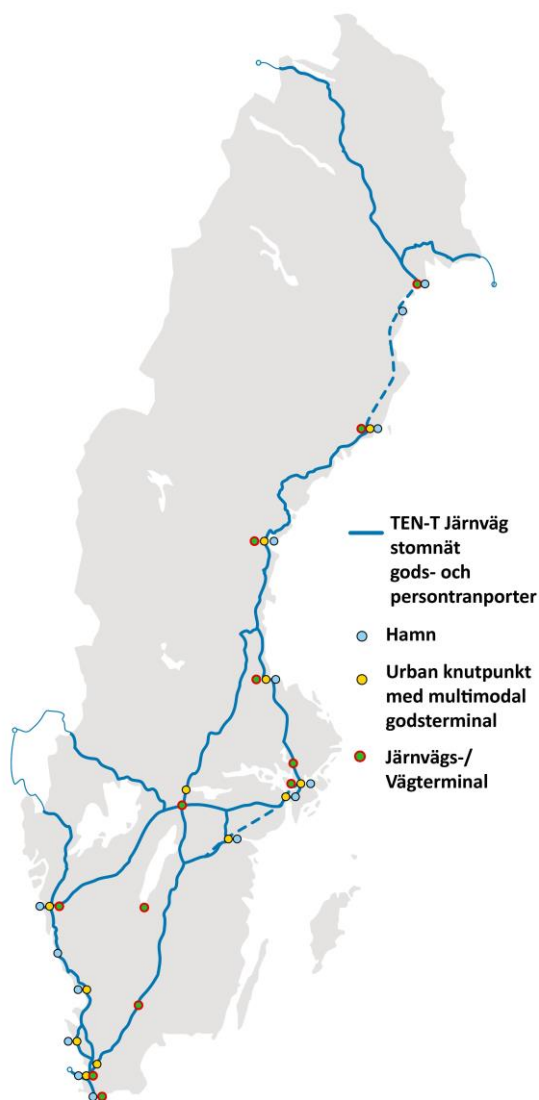 TEN-T Järnväg
stomnät
gods- och
persontranporter
Hamn
Urban knutpunkt
med multimodal
godsterminal
Järnvägs-/
Vägterminal